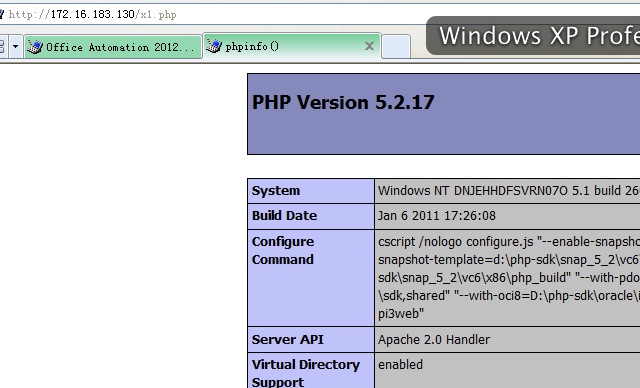 http://172.16.183.130/x1.php
Windows XP Profe
Office Automation 2012...
phpinfo()
PHP Version 5.2.17
System
Windows NT DNJEHHDFSVRN07O 5.1 build 26
Build Date
Jan 6 2011 17:26:08
Configure
Command
cscript /nologo configure.js "--enable-snapsho
snapshot-template=d:\php-sdk\snap_5_2\vc6
sdk\snap_5_2\vc6\x86\php_build" "--with-pdo
\sdk,shared" "--with-oci8=D:\php-sdk\oracle\i
pi3web"
Server API
Apache 2.0 Handler
Virtual Directory
Support
enabled